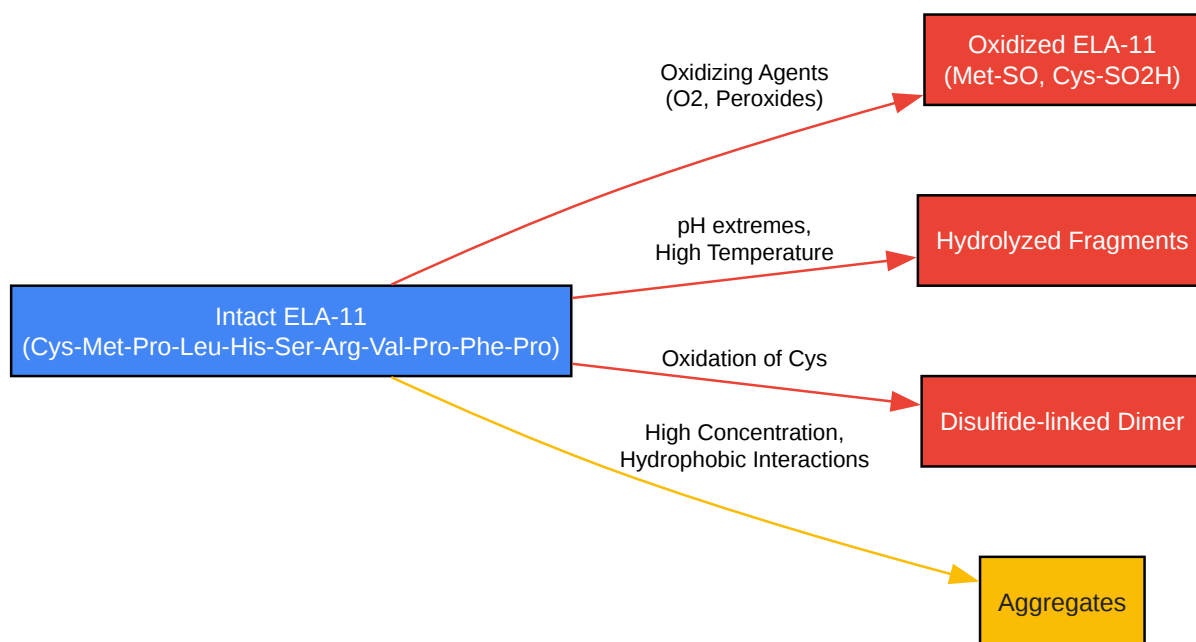 Oxidized ELA-11
(Met-SO, Cys-SO2H)
Oxidizing Agents
(O2, Peroxides)
pH extremes,
High Temperature
Hydrolyzed Fragments
Intact ELA-11
(Cys-Met-Pro-Leu-His-Ser-Arg-Val-Pro-Phe-Pro)
Oxidation of Cys
Disulfide-linked Dimer
High Concentration,
Hydrophobic Interactions
Aggregates